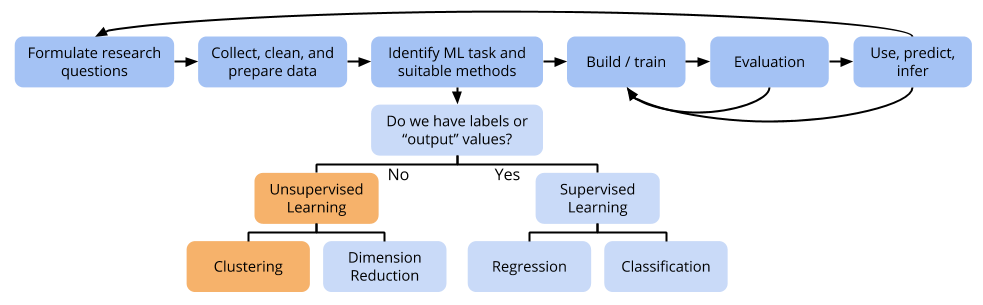 Formulate research
questions
Collect, clean, and
prepare data
Identify ML task and
suitable methods
Build / train
Evaluation
Use, predict,
infer
Do we have labels or
“output” values?
No
Yes
Unsupervised
Learning
Supervised
Learning
Clustering
Dimension
Reduction
Regression
Classification